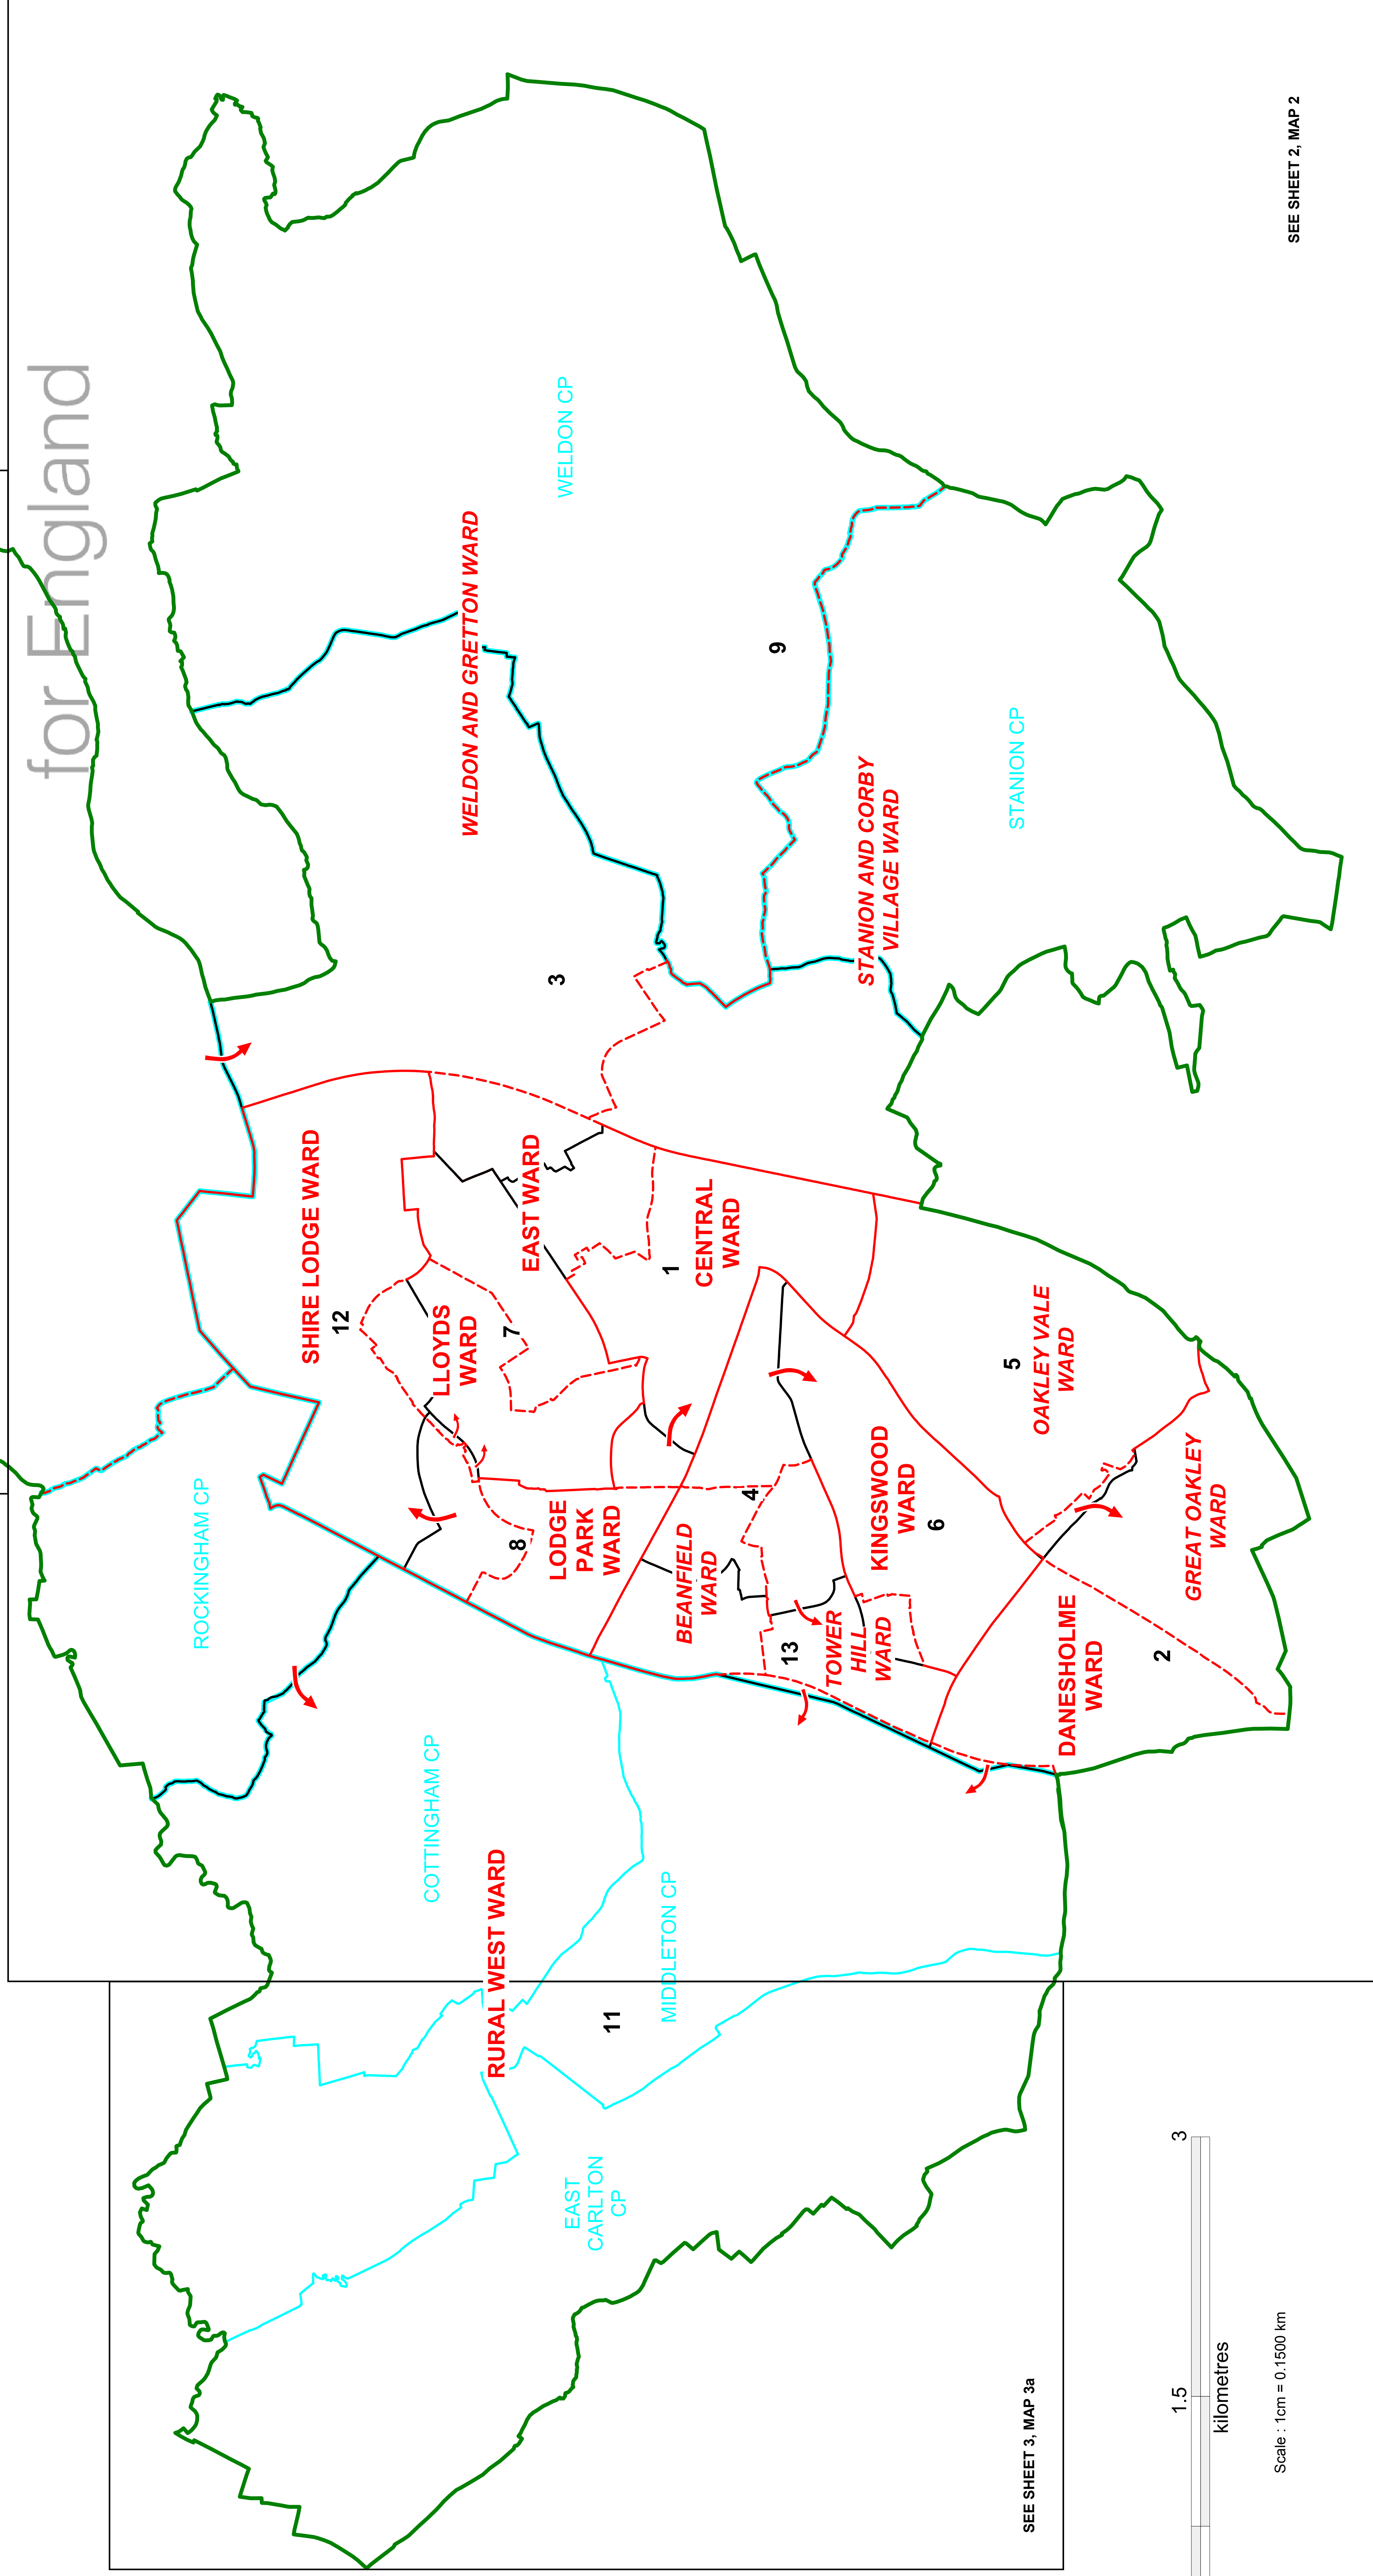 for England
WELDON CP
WELDON AND GRETTON WARD
9
STANION CP
STANION AND CORBY
VILLAGE WARD
3
SHIRE LODGE WARD
12
EAST WARD
LLOYDS
WARD
7
1
CENTRAL
WARD
5
OAKLEY VALE
WARD
ROCKINGHAM CP
8
LODGE
PARK
WARD
4
BEANFIELD
WARD
KINGSWOOD
WARD
6
GREAT OAKLEY
WARD
13
TOWER
HILL
WARD
DANESHOLME
WARD
2
COTTINGHAM CP
RURAL WEST WARD
11
MIDDLETON CP
EAST
CARLTON
CP
SEE SHEET 2, MAP 2
SEE SHEET 3, MAP 3a
1.5
3
kilometres
Scale : 1cm = 0.1500 km